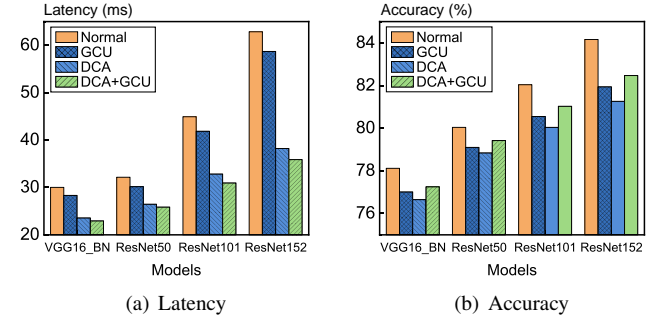 Latency (ms)
60
50
40
30
20
Normal
GCU
DCA
DCA+GCU
VGG16_BN ResNet50 ResNet101 ResNet152
Models
(a) Latency
Accuracy (%)
84
82
80
78
76
Normal
GCU
DCA
DCA+GCU
VGG16_BN ResNet50 ResNet101 ResNet152
Models
(b) Accuracy